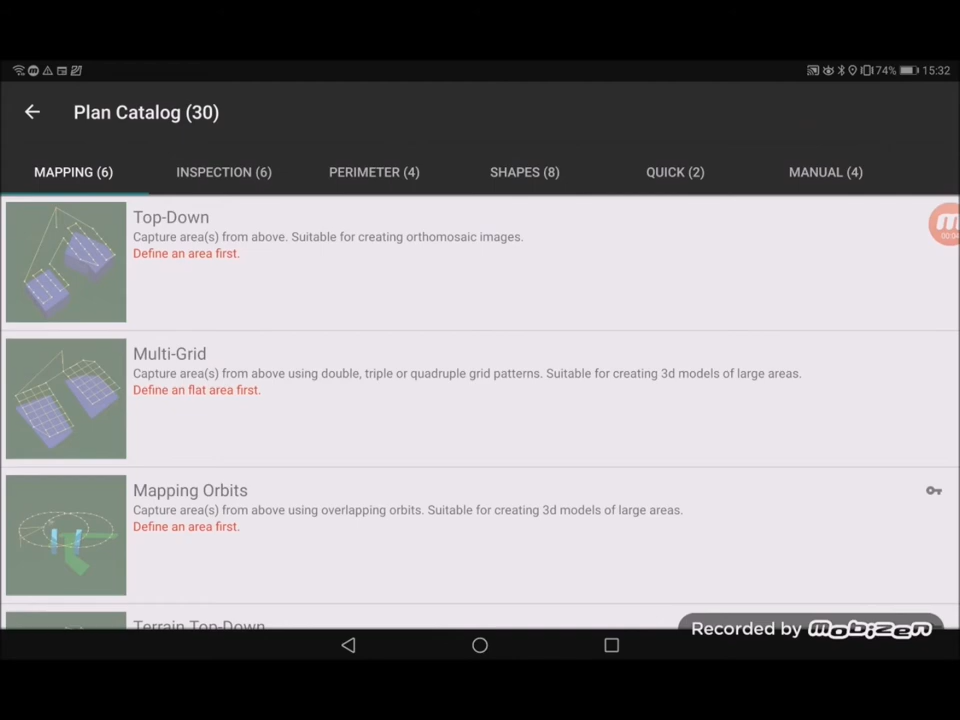 74% 15:32
Plan Catalog (30)
MAPPING (6) INSPECTION (6) PERIMETER (4) SHAPES (8) QUICK (2) MANUAL (4)
Top-Down
Capture area(s) from above. Suitable for creating orthomosaic images.
Define an area first.
Multi-Grid
Capture area(s) from above using double, triple or quadruple grid patterns. Suitable for creating 3d models of large areas.
Define an flat area first.
Mapping Orbits
Capture area(s) from above using overlapping orbits. Suitable for creating 3d models of large areas.
Define an area first.
Terrain Top-Down
Recorded by mobizen